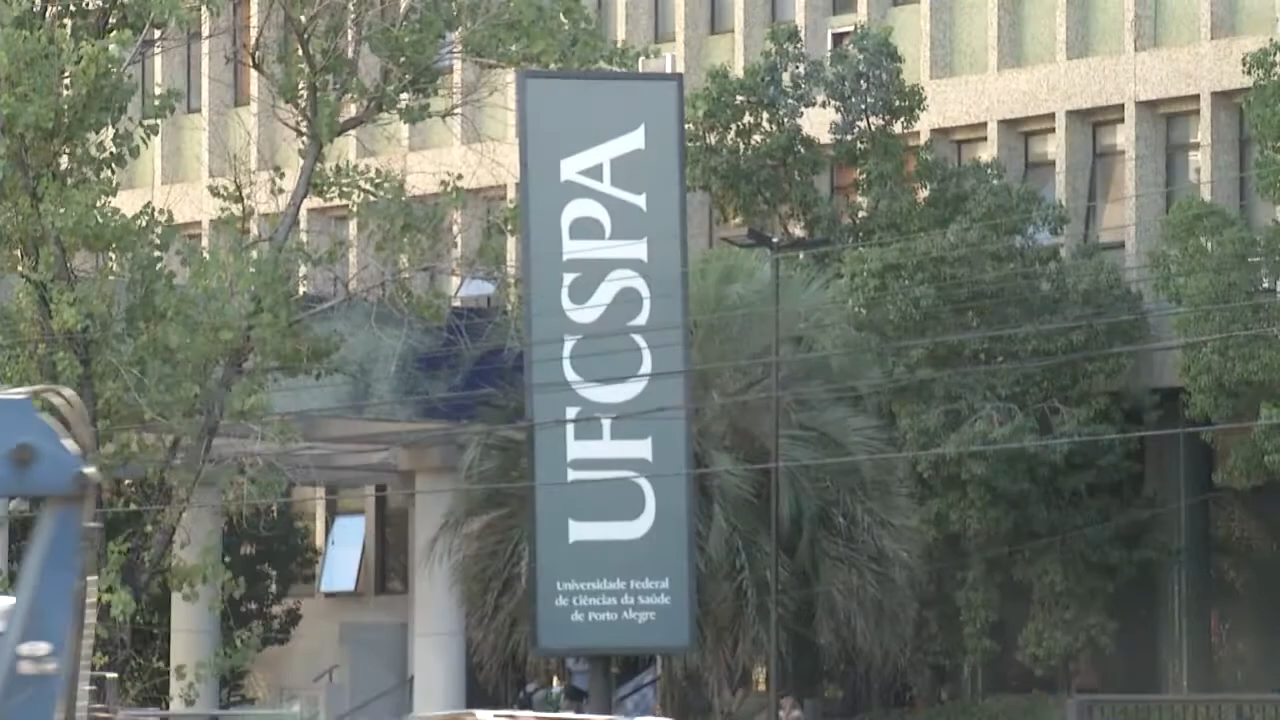 UFCSPA
Universidade Federal
de Ciências da Saúde
de Porto Alegre